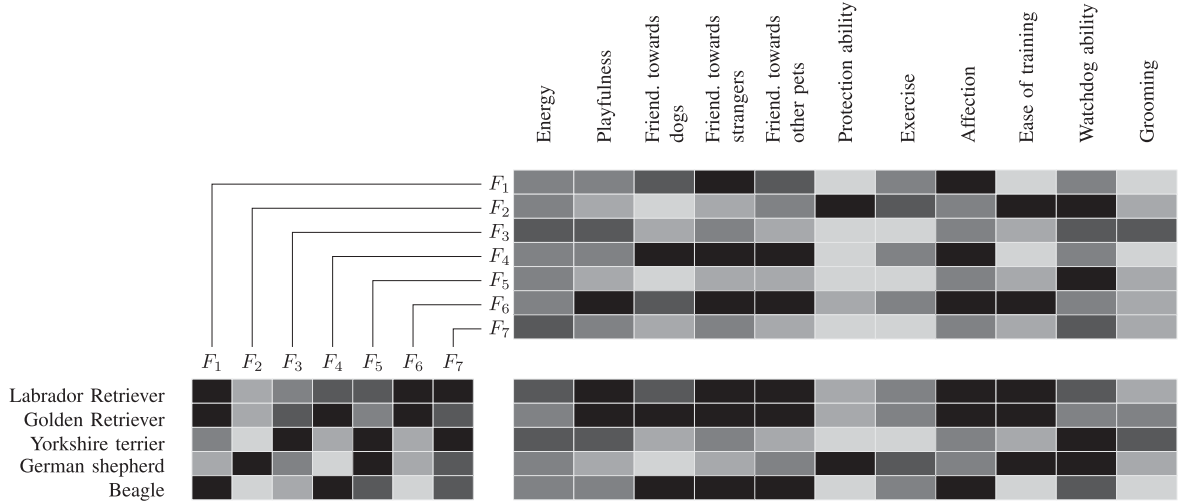 Energy
Playfulness
Friend. towards
dogs
Friend. towards
strangers
Friend. towards
other pets
Protection ability
Exercise
Affection
Ease of training
Watchdog ability
Grooming
F1
F2
F3
F4
F5
F6
F7
F1 F2 F3 F4 F5 F6 F7
Labrador Retriever
Golden Retriever
Yorkshire terrier
German shepherd
Beagle